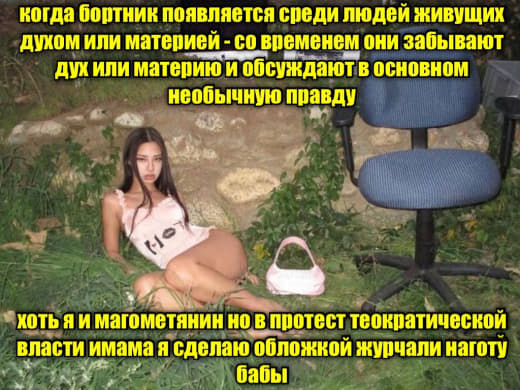 когда бортник появляется среди людей живущих
духом или материей - со временем они забывают
дух или материю и обсуждают в основном
необычную правду
хоть я и магометянин но в протест теократической
власти имама я сделаю обложкой журчали наготу
бабы